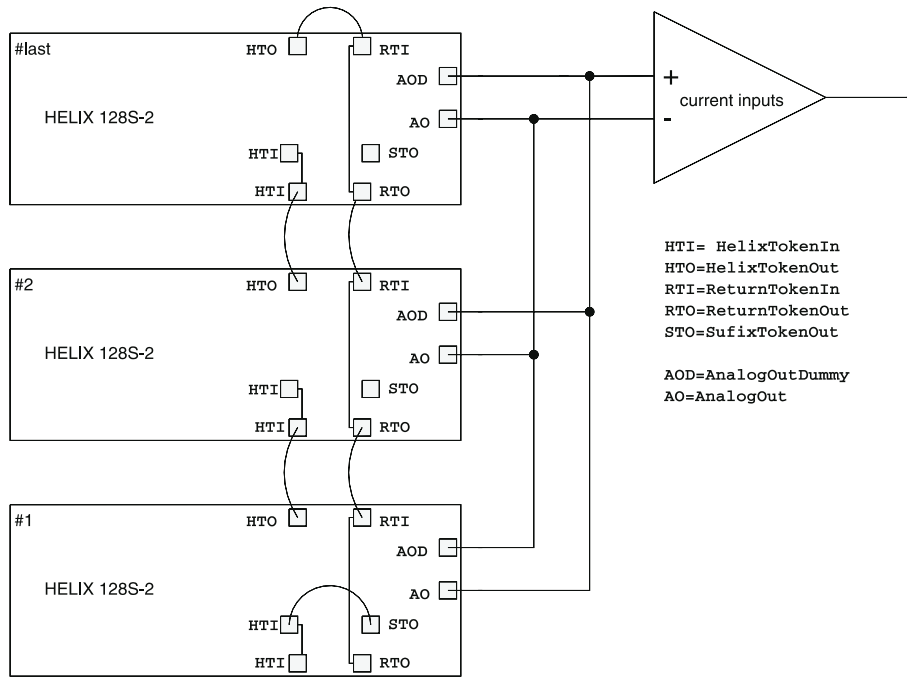 #last
HTO
RTI
AOD
HELIX 128S-2
AO
HTI
STO
HTI
RTO
+
current inputs
-
HTI= HelixTokenIn
HTO=HelixTokenOut
RTI=ReturnTokenIn
RTO=ReturnTokenOut
STO=SufixTokenOut
AOD=AnalogOutDummy
AO=AnalogOut
#2
HTO
RTI
AOD
HELIX 128S-2
AO
HTI
STO
HTI
RTO
#1
HTO
RTI
AOD
HELIX 128S-2
AO
HTI
STO
HTI
RTO